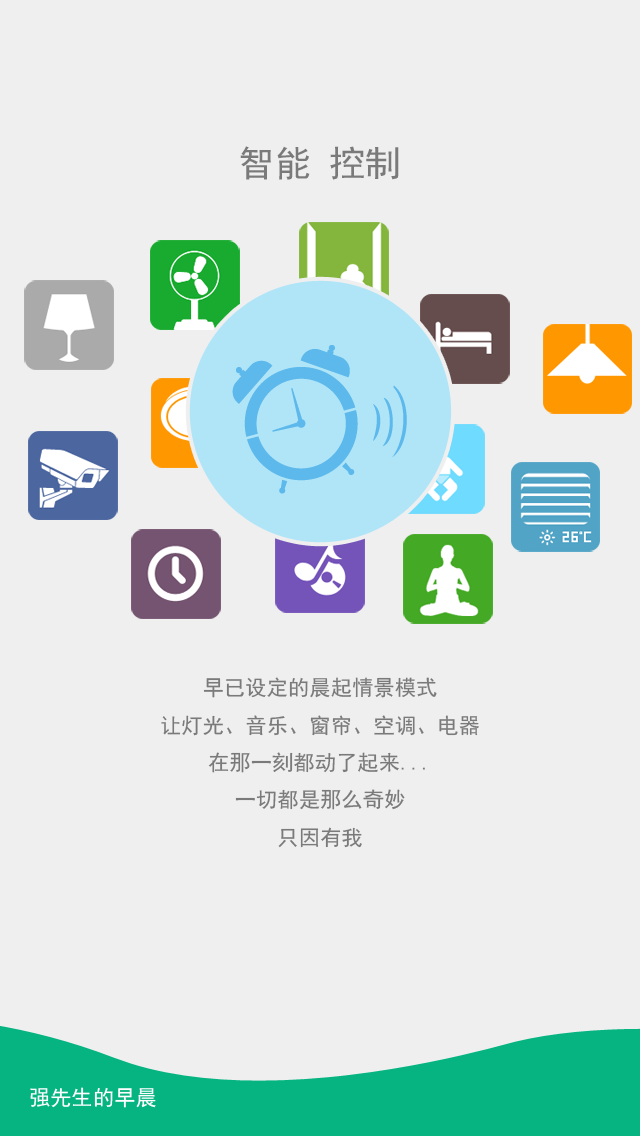 智能 控制
26℃
早已设定的晨起情景模式
让灯光、音乐、窗帘、空调、电器
在那一刻都动了起来...
一切都是那么奇妙
只因有我
强先生的早晨